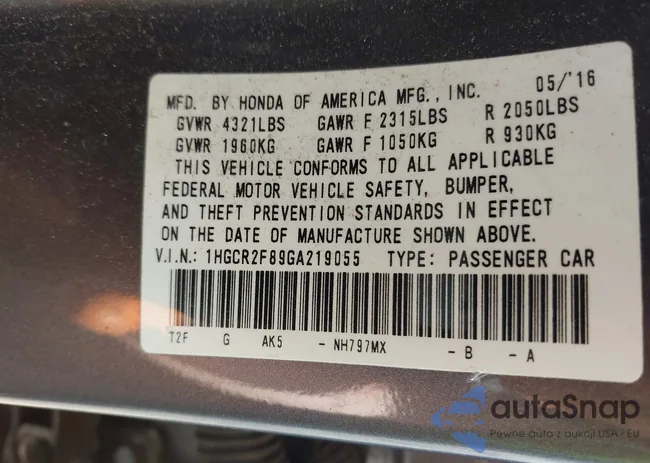 MFD. BY HONDA OF AMERICA MFG., INC. 05/'16
GVWR 4321LBS GAWR F 2315LBS R 2050LBS
GVWR 1960KG GAWR F 1050KG R 930KG
THIS VEHICLE CONFORMS TO ALL APPLICABLE
FEDERAL MOTOR VEHICLE SAFETY, BUMPER,
AND THEFT PREVENTION STANDARDS IN EFFECT
ON THE DATE OF MANUFACTURE SHOWN ABOVE.
V.I.N.: 1HGCR2F89GA219055 TYPE: PASSENGER CAR
T2F G AK5 - NH797MX - B - A
autaSnap
Pewne auta z aukcji USA i EU